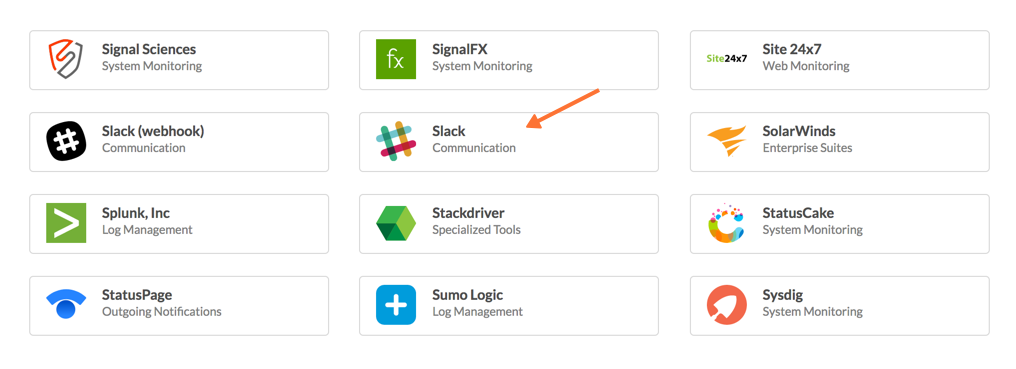 Signal Sciences
System Monitoring
fx
SignalFX
System Monitoring
Site24x7
Site 24x7
Web Monitoring
Slack (webhook)
Communication
Slack
Communication
SolarWinds
Enterprise Suites
Splunk, Inc
Log Management
Stackdriver
Specialized Tools
StatusCake
System Monitoring
StatusPage
Outgoing Notifications
Sumo Logic
Log Management
Sysdig
System Monitoring